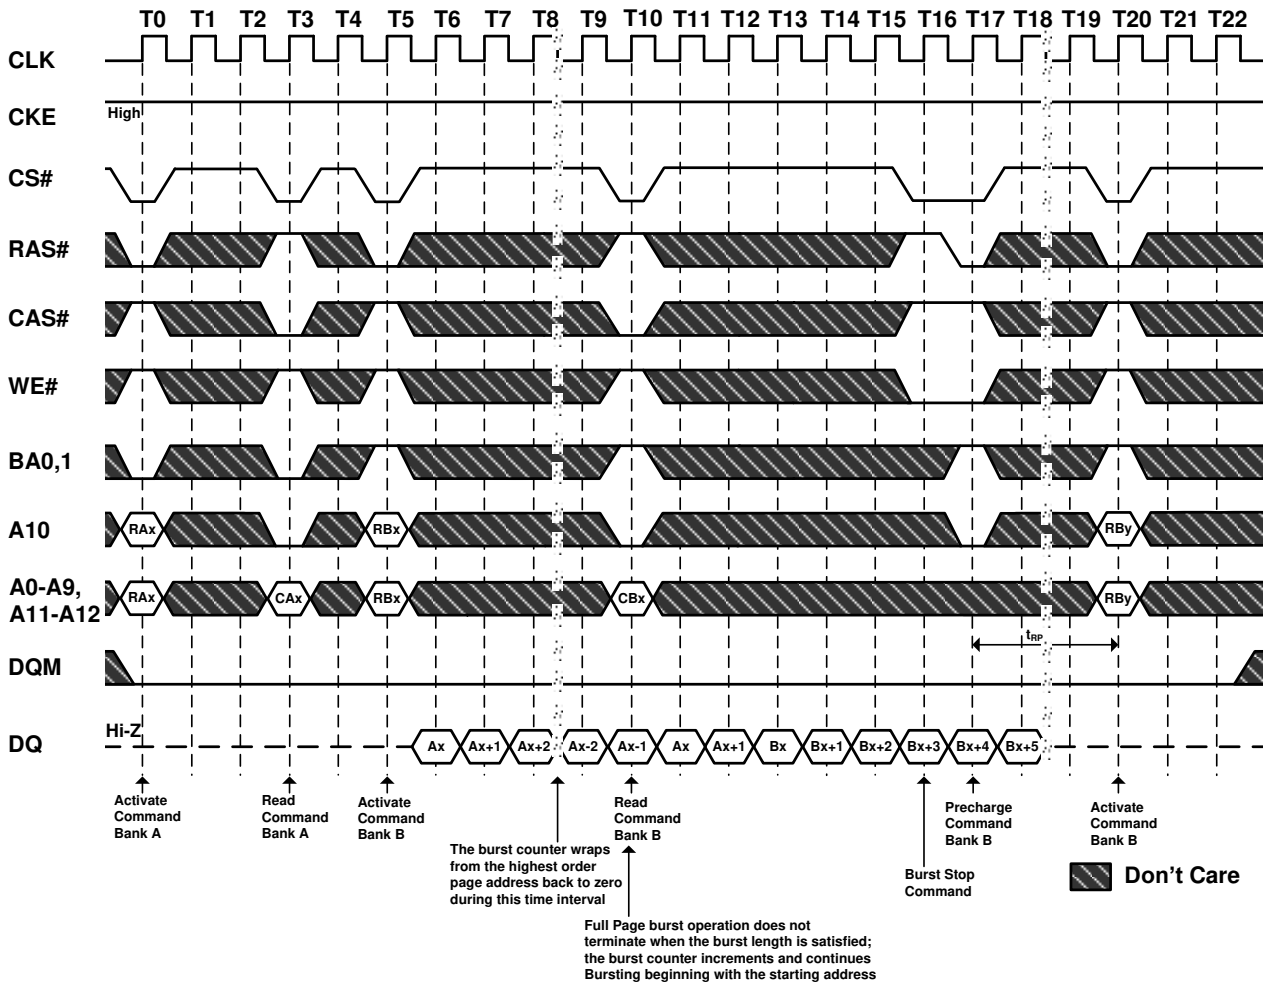 T0 T1 T2 T3 T4 T5 T6 T7 T8 T9 T10 T11 T12 T13 T14 T15 T16 T17 T18 T19 T20 T21 T22
CLK
CKE
High
CS#
RAS#
CAS#
WE#
BA0,1
A10
RAx RBx RBy
A0-A9,
A11-A12
RAx CAx RBx CBx RBy
tRP
DQM
Hi-Z
DQ
Ax Ax+1 Ax+2 Ax-2 Ax-1 Ax Ax+1 Bx Bx+1 Bx+2 Bx+3 Bx+4 Bx+5
Activate
Command
Bank A
Read
Command
Bank A
Activate
Command
Bank B
The burst counter wraps
from the highest order
page address back to zero
during this time interval
Read
Command
Bank B
Full Page burst operation does not
terminate when the burst length is satisfied;
the burst counter increments and continues
Bursting beginning with the starting address
Burst Stop
Command
Precharge
Command
Bank B
Activate
Command
Bank B
Don't Care